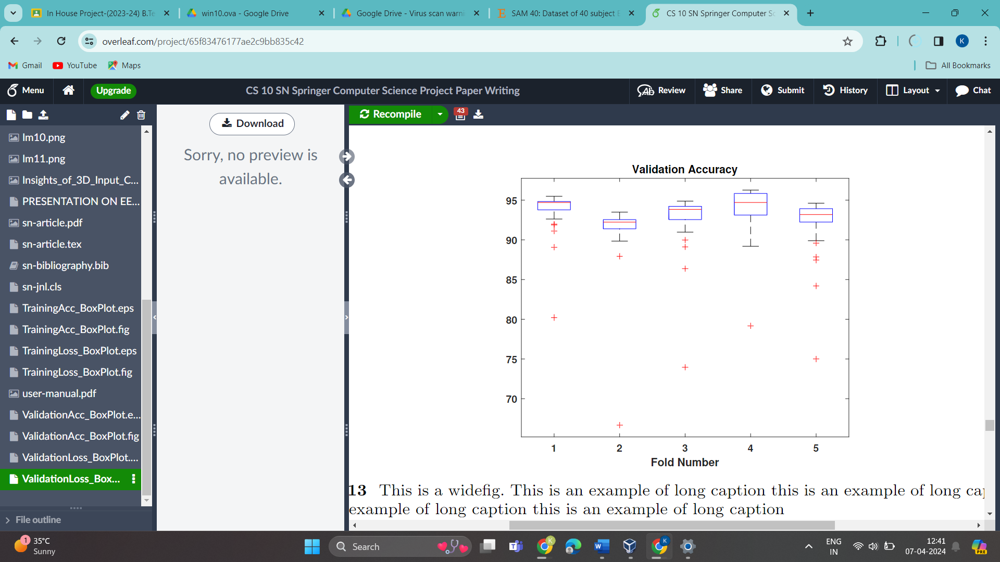 In House Project-(2023-24) B.Te
win10.ova - Google Drive
Google Drive - Virus scan warni
SAM 40: Dataset of 40 subject E
CS 10 SN Springer Computer Sc
overleaf.com/project/65f83476177ae2c9bb835c42
K
Gmail
YouTube
Maps
All Bookmarks
Menu
Upgrade
CS 10 SN Springer Computer Science Project Paper Writing
Review
Share
Submit
History
Layout
Chat
Recompile
43
Download
Sorry, no preview is
available.
Im10.png
Im11.png
Insights_of_3D_Input_C...
PRESENTATION ON EE...
sn-article.pdf
sn-article.tex
sn-bibliography.bib
sn-jnl.cls
TrainingAcc_BoxPlot.eps
TrainingAcc_BoxPlot.fig
TrainingLoss_BoxPlot.eps
TrainingLoss_BoxPlot.fig
user-manual.pdf
ValidationAcc_BoxPlot.e...
ValidationAcc_BoxPlot.fig
ValidationLoss_BoxPlot....
ValidationLoss_Box...
File outline
Validation Accuracy
95
90
85
80
75
70
1 2 3 4 5
Fold Number
13 This is a widefig. This is an example of long caption this is an example of long cap
example of long caption this is an example of long caption
1
35°C
Sunny
Search
K
K
ENG
IN
12:41
07-04-2024
PRE